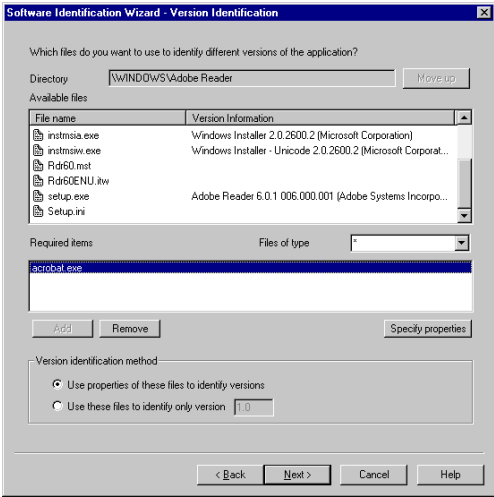 Software Identification Wizard - Version Identification
Which files do you want to use to identify different versions of the application?
Directory \WINDOWS\Adobe Reader Move up
Available files
File name Version Information
instmsia.exe Windows Installer 2.0.2600.2 (Microsoft Corporation)
instmsiw.exe Windows Installer - Unicode 2.0.2600.2 (Microsoft Corporat...
Rdr60.mst
Rdr60ENU.itw
setup.exe Adobe Reader 6.0.1 006.000.001 (Adobe Systems Incorpo...
Setup.ini
Required items Files of type *
acrobat.exe
Add Remove Specify properties
Version identification method
Use properties of these files to identify versions
Use these files to identify only version 1.0
< Back Next > Cancel Help